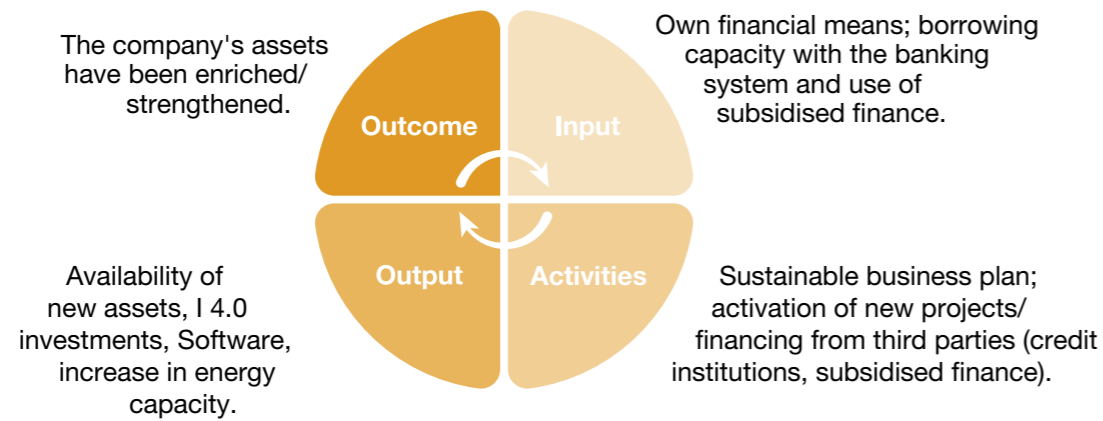 The company's assets
have been enriched/
strengthened.
Outcome
Own financial means; borrowing
capacity with the banking
system and use of
subsidised finance.
Input
Availability of
new assets, I 4.0
investments, Software,
increase in energy
capacity.
Output
Activities
Sustainable business plan;
activation of new projects/
financing from third parties (credit
institutions, subsidised finance).